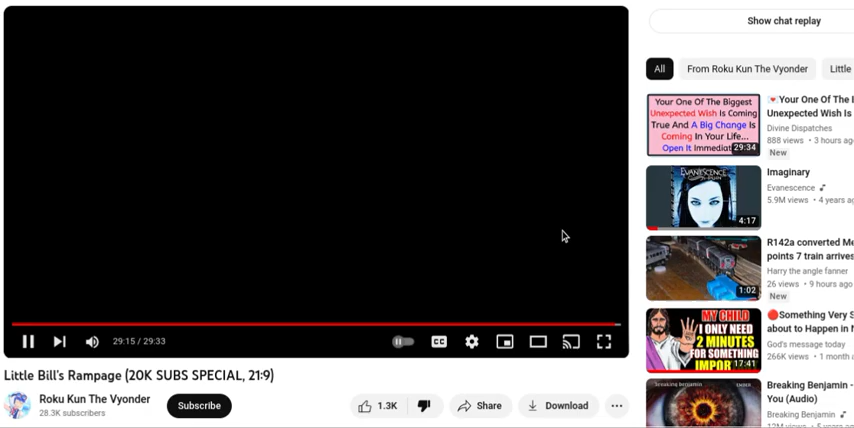 Show chat replay
All
From Roku Kun The Vyonder
Little
Your One Of The Biggest
Unexpected Wish Is Coming
True And A Big Change Is
Coming In Your Life...
Open It Immediat
29:34
💌Your One Of The
Unexpected Wish Is
Divine Dispatches
888 views • 3 hours ag
New
EVANESCENCE
4:17
Imaginary
Evanescence
5.9M views • 4 years ag
1:02
R142a converted Me
points 7 train arrives
Harry the angle fanner
26 views • 9 hours ago
New
MY CHILD
I ONLY NEED
2 MINUTES
FOR SOMETHING
IMPOR
17:41
🔴Something Very S
about to Happen in
God's message today
266K views • 1 month a
BREAKING BENJAMIN
Breaking Benjamin -
You (Audio)
Breaking Benjamin
29:15 / 29:33
CC
Little Bill's Rampage (20K SUBS SPECIAL, 21:9)
Roku Kun The Vyonder
28.3K subscribers
Subscribe
1.3K
Share
Download